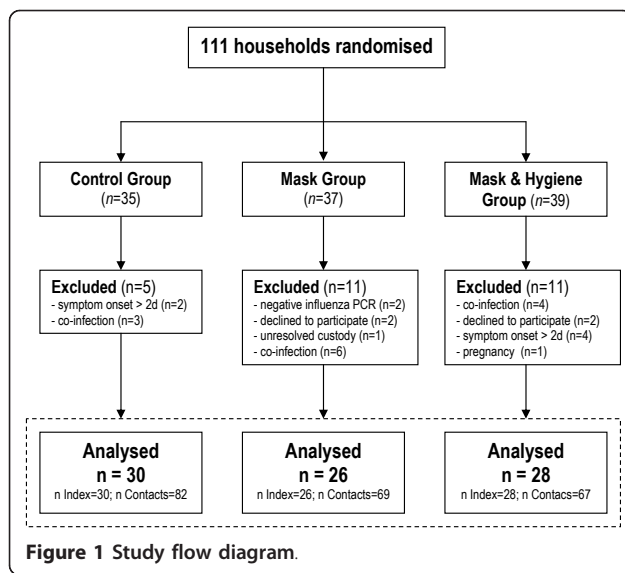 111 households randomised
Control Group
(n=35)
Mask Group
(n=37)
Mask & Hygiene
Group (n=39)
Excluded (n=5)
- symptom onset > 2d (n=2)
- co-infection (n=3)
Excluded (n=11)
- negative influenza PCR (n=2)
- declined to participate (n=2)
- unresolved custody (n=1)
- co-infection (n=6)
Excluded (n=11)
- co-infection (n=4)
- declined to participate (n=2)
- symptom onset > 2d (n=4)
- pregnancy (n=1)
Analysed
n = 30
n Index=30; n Contacts=82
Analysed
n = 26
n Index=26; n Contacts=69
Analysed
n = 28
n Index=28; n Contacs=67
Figure 1 Study flow diagram.